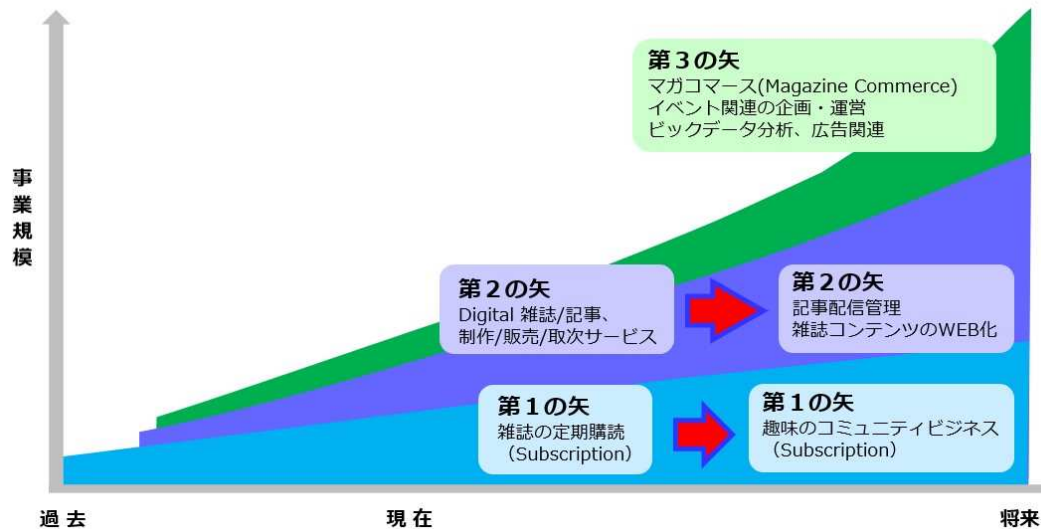 第３の矢
マガコマース(Magazine Commerce)
イベント関連の企画・運営
ビックデータ分析、広告関連
事業規模
第２の矢
Digital 雑誌/記事、
制作/販売/取次サービス
第２の矢
記事配信管理
雑誌コンテンツのWEB化
第１の矢
雑誌の定期購読
（Subscription）
第１の矢
趣味のコミュニティビジネス
（Subscription）
過 去
現 在
将来